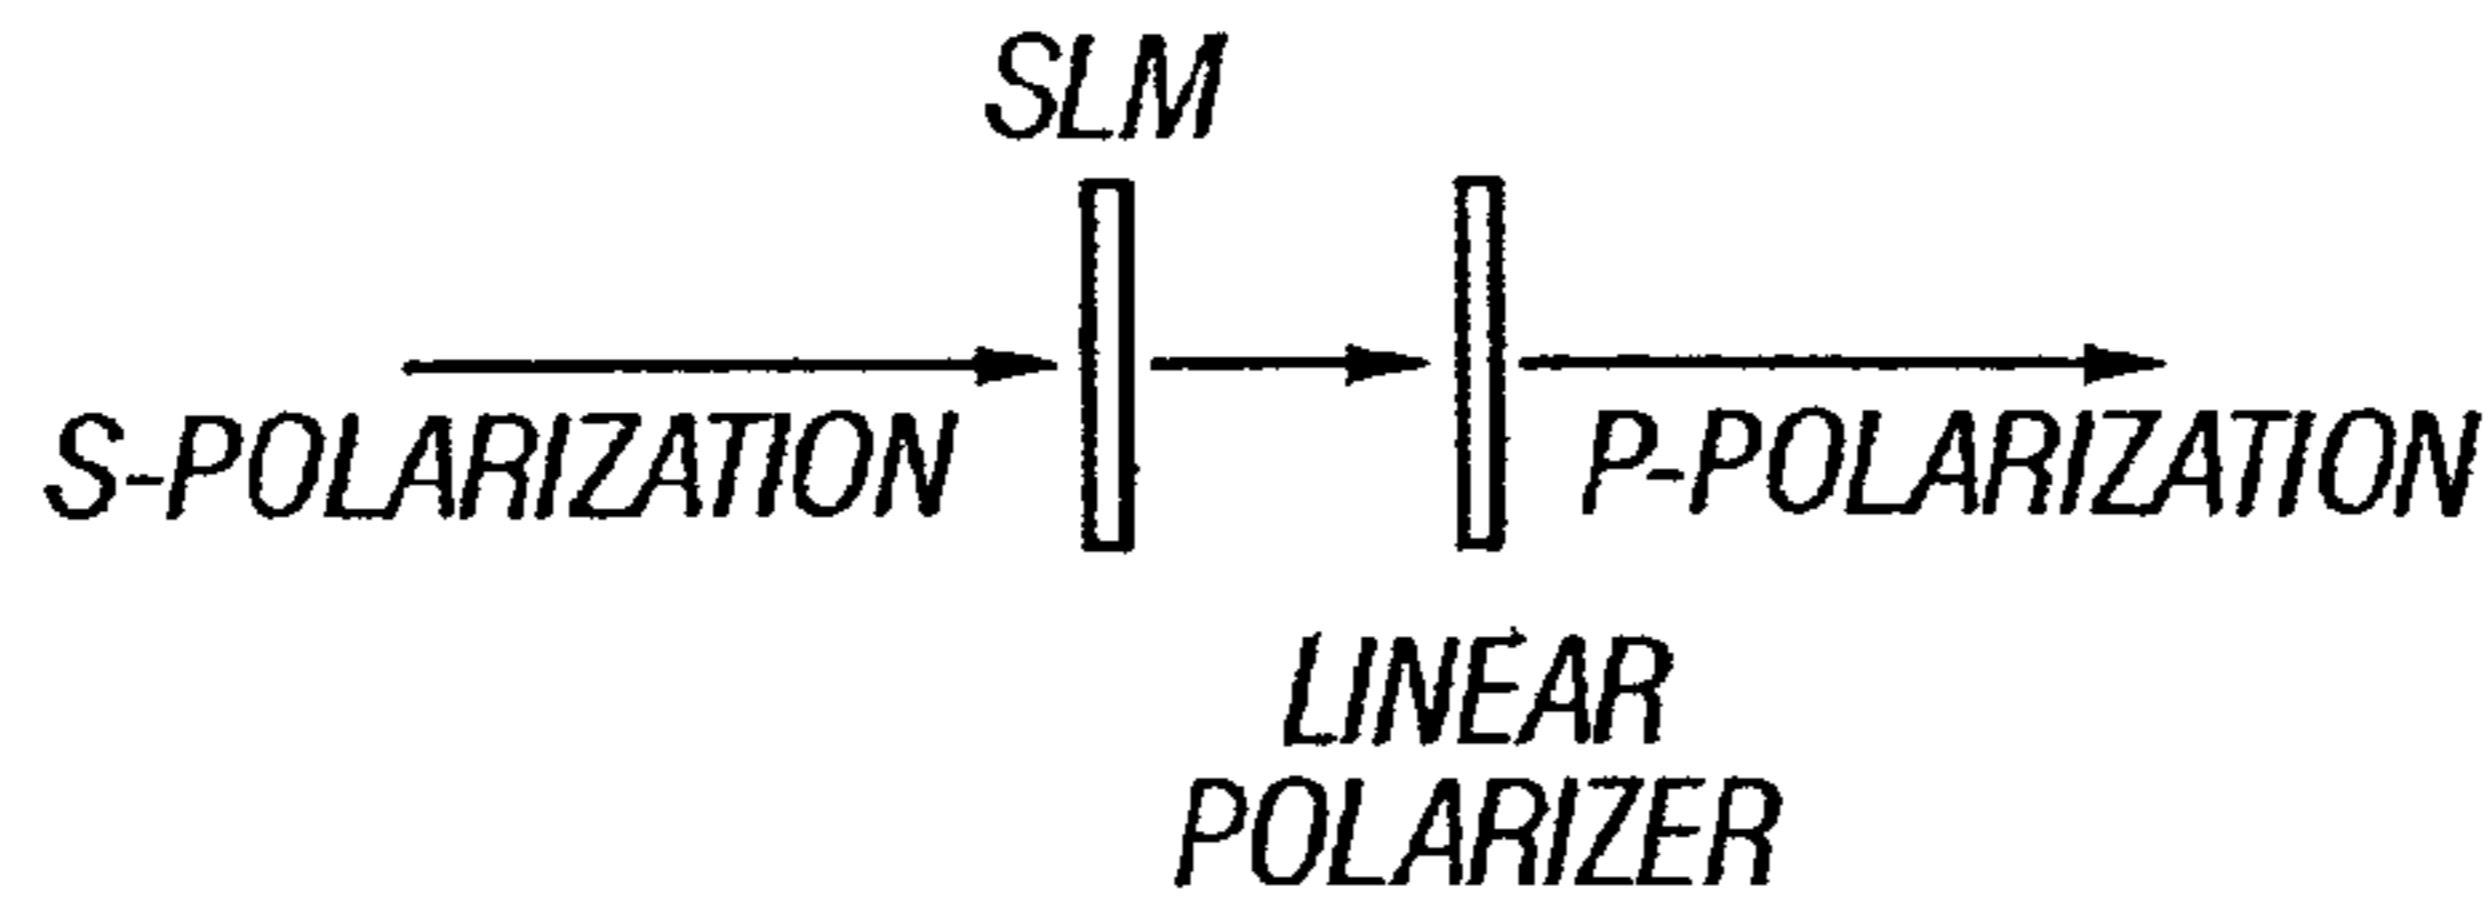 SLM
S-POLARIZATION
P-POLARIZATION
LINEAR
POLARIZER